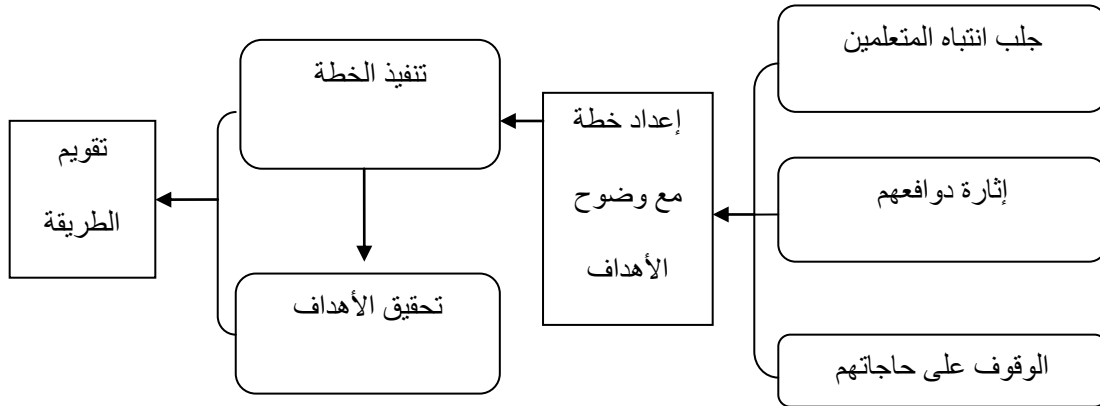 جلب انتباه المتعلمين
إثارة دوافعهم
الوقوف على حاجاتهم
إعداد خطة
مع وضوح
الأهداف
تنفيذ الخطة
تحقيق الأهداف
تقويم
الطريقة